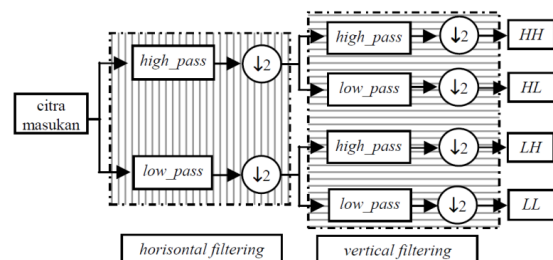 high_pass
↓2
HH
high_pass
↓2
low_pass
↓2
HL
citra
masukan
high_pass
↓2
LH
low_pass
↓2
low_pass
↓2
LL
horisontal filtering
vertical filtering